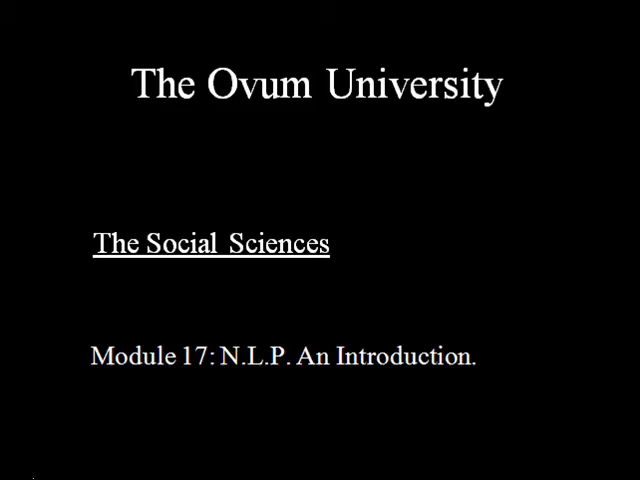 The Ovum University
The Social Sciences
Module 17: N.L.P. An Introduction.